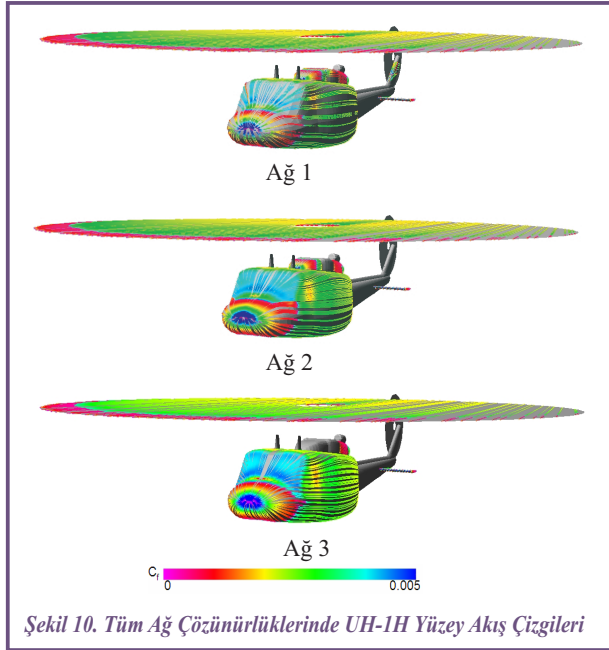 Ağ 1
Ağ 2
Ağ 3
Cf
0 0.005
Şekil 10. Tüm Ağ Çözünürlüklerinde UH-1H Yüzey Akış Çizgileri